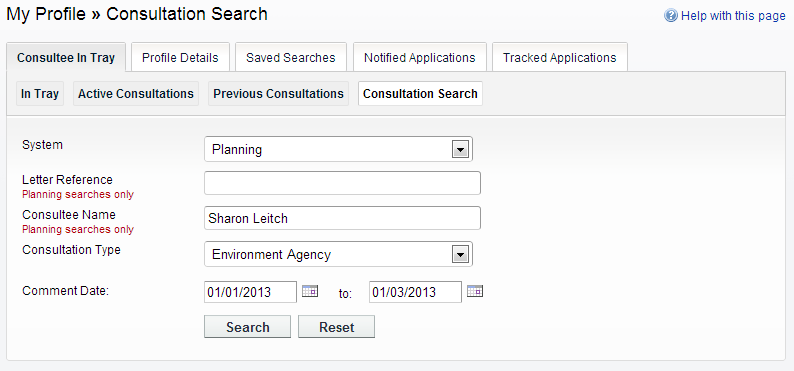 My Profile » Consultation Search
Help with this page
Consultee In Tray Profile Details Saved Searches Notified Applications Tracked Applications
In Tray Active Consultations Previous Consultations Consultation Search
System Planning
Letter Reference
Planning searches only
Consultee Name Sharon Leitch
Planning searches only
Consultation Type Environment Agency
Comment Date: 01/01/2013 to: 01/03/2013
Search Reset